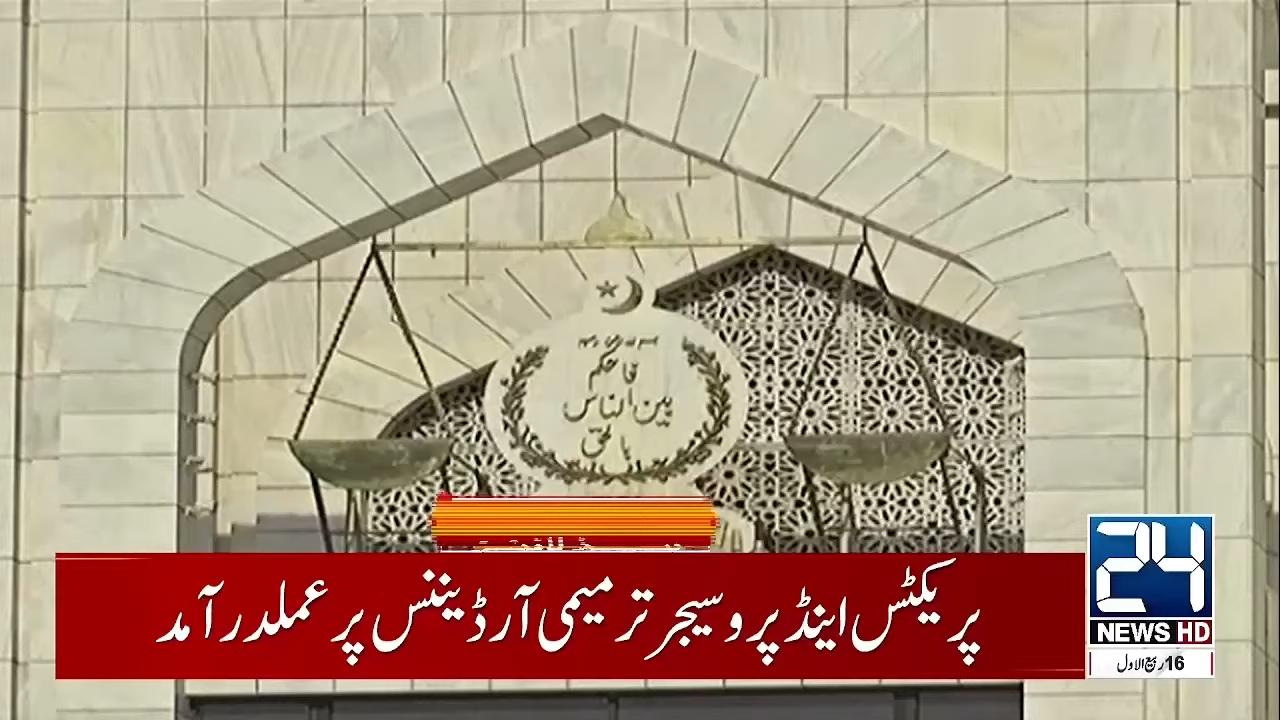 فاحکم
بین الناس
بالحق
پریکٹس اینڈ پروسیجر ترمیمی آرڈیننس پر عملدرآمد
24
NEWS HD
16 ربیع الاول